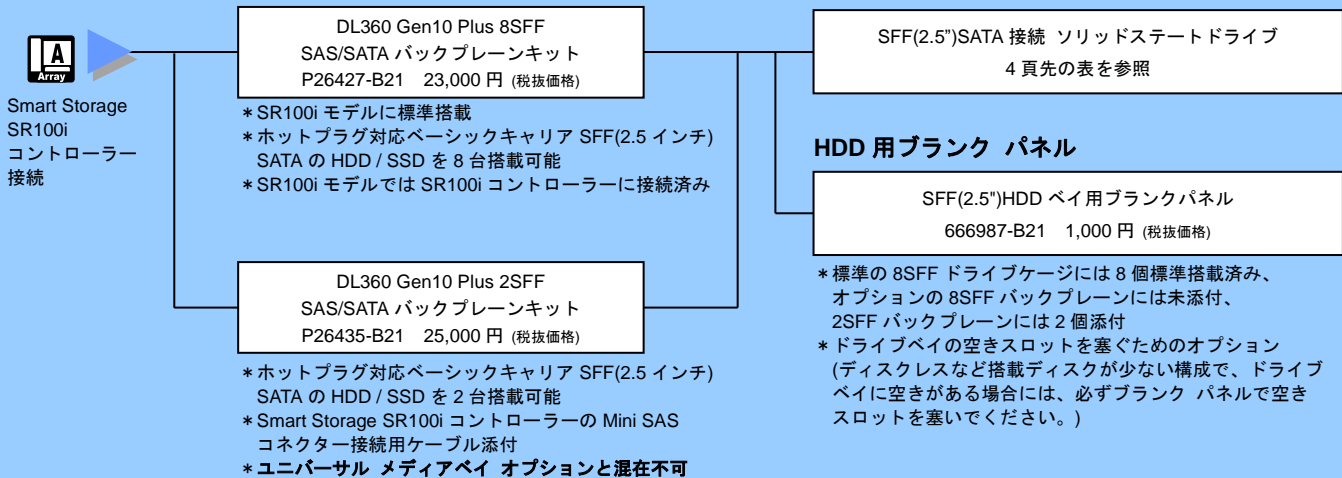 A
Array
Smart Storage
SR100i
コントローラー
接続
DL360 Gen10 Plus 8SFF
SAS/SATA バックプレーンキット
P26427-B21 23,000 円 (税抜価格)
*SR100i モデルに標準搭載
*ホットプラグ対応ベーシックキャリア SFF(2.5 インチ)
SATA の HDD / SSD を 8 台搭載可能
*SR100i モデルでは SR100i コントローラーに接続済み
DL360 Gen10 Plus 2SFF
SAS/SATA バックプレーンキット
P26435-B21 25,000 円 (税抜価格)
*ホットプラグ対応ベーシックキャリア SFF(2.5 インチ)
SATA の HDD / SSD を 2 台搭載可能
*Smart Storage SR100i コントローラーの Mini SAS
コネクター接続用ケーブル添付
*ユニバーサル メディアベイ オプションと混在不可
SFF(2.5")SATA 接続 ソリッドステートドライブ
4 頁先の表を参照
HDD 用ブランク パネル
SFF(2.5")HDD ベイ用ブランクパネル
666987-B21 1,000 円 (税抜価格)
*標準の 8SFF ドライブケージには 8 個標準搭載済み、
オプションの 8SFF バックプレーンには未添付、
2SFF バックプレーンには 2 個添付
*ドライブベイの空きスロットを塞ぐためのオプション
(ディスクレスなど搭載ディスクが少ない構成で、ドライブ
ベイに空きがある場合には、必ずブランク パネルで空き
スロットを塞いでください。)